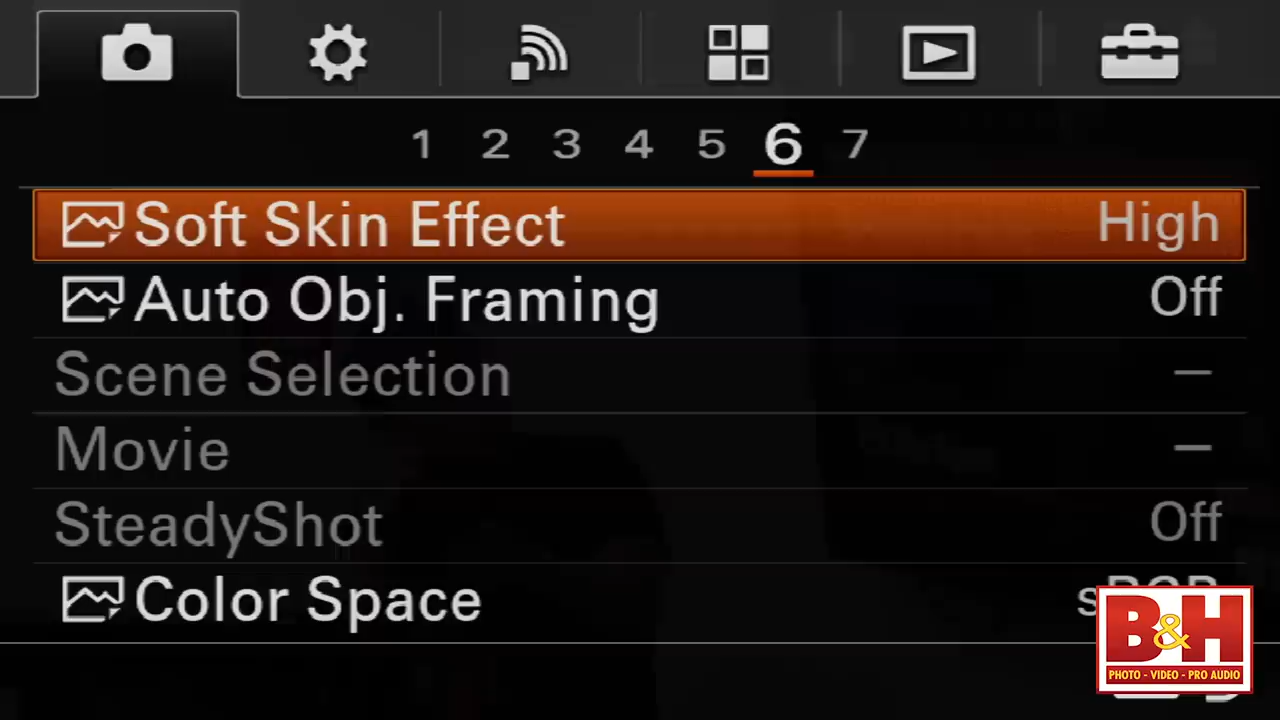 1 2 3 4 5 6 7
Soft Skin Effect High
Auto Obj. Framing Off
Scene Selection –
Movie –
SteadyShot Off
Color Space sRGB
B&H
PHOTO - VIDEO - PRO AUDIO